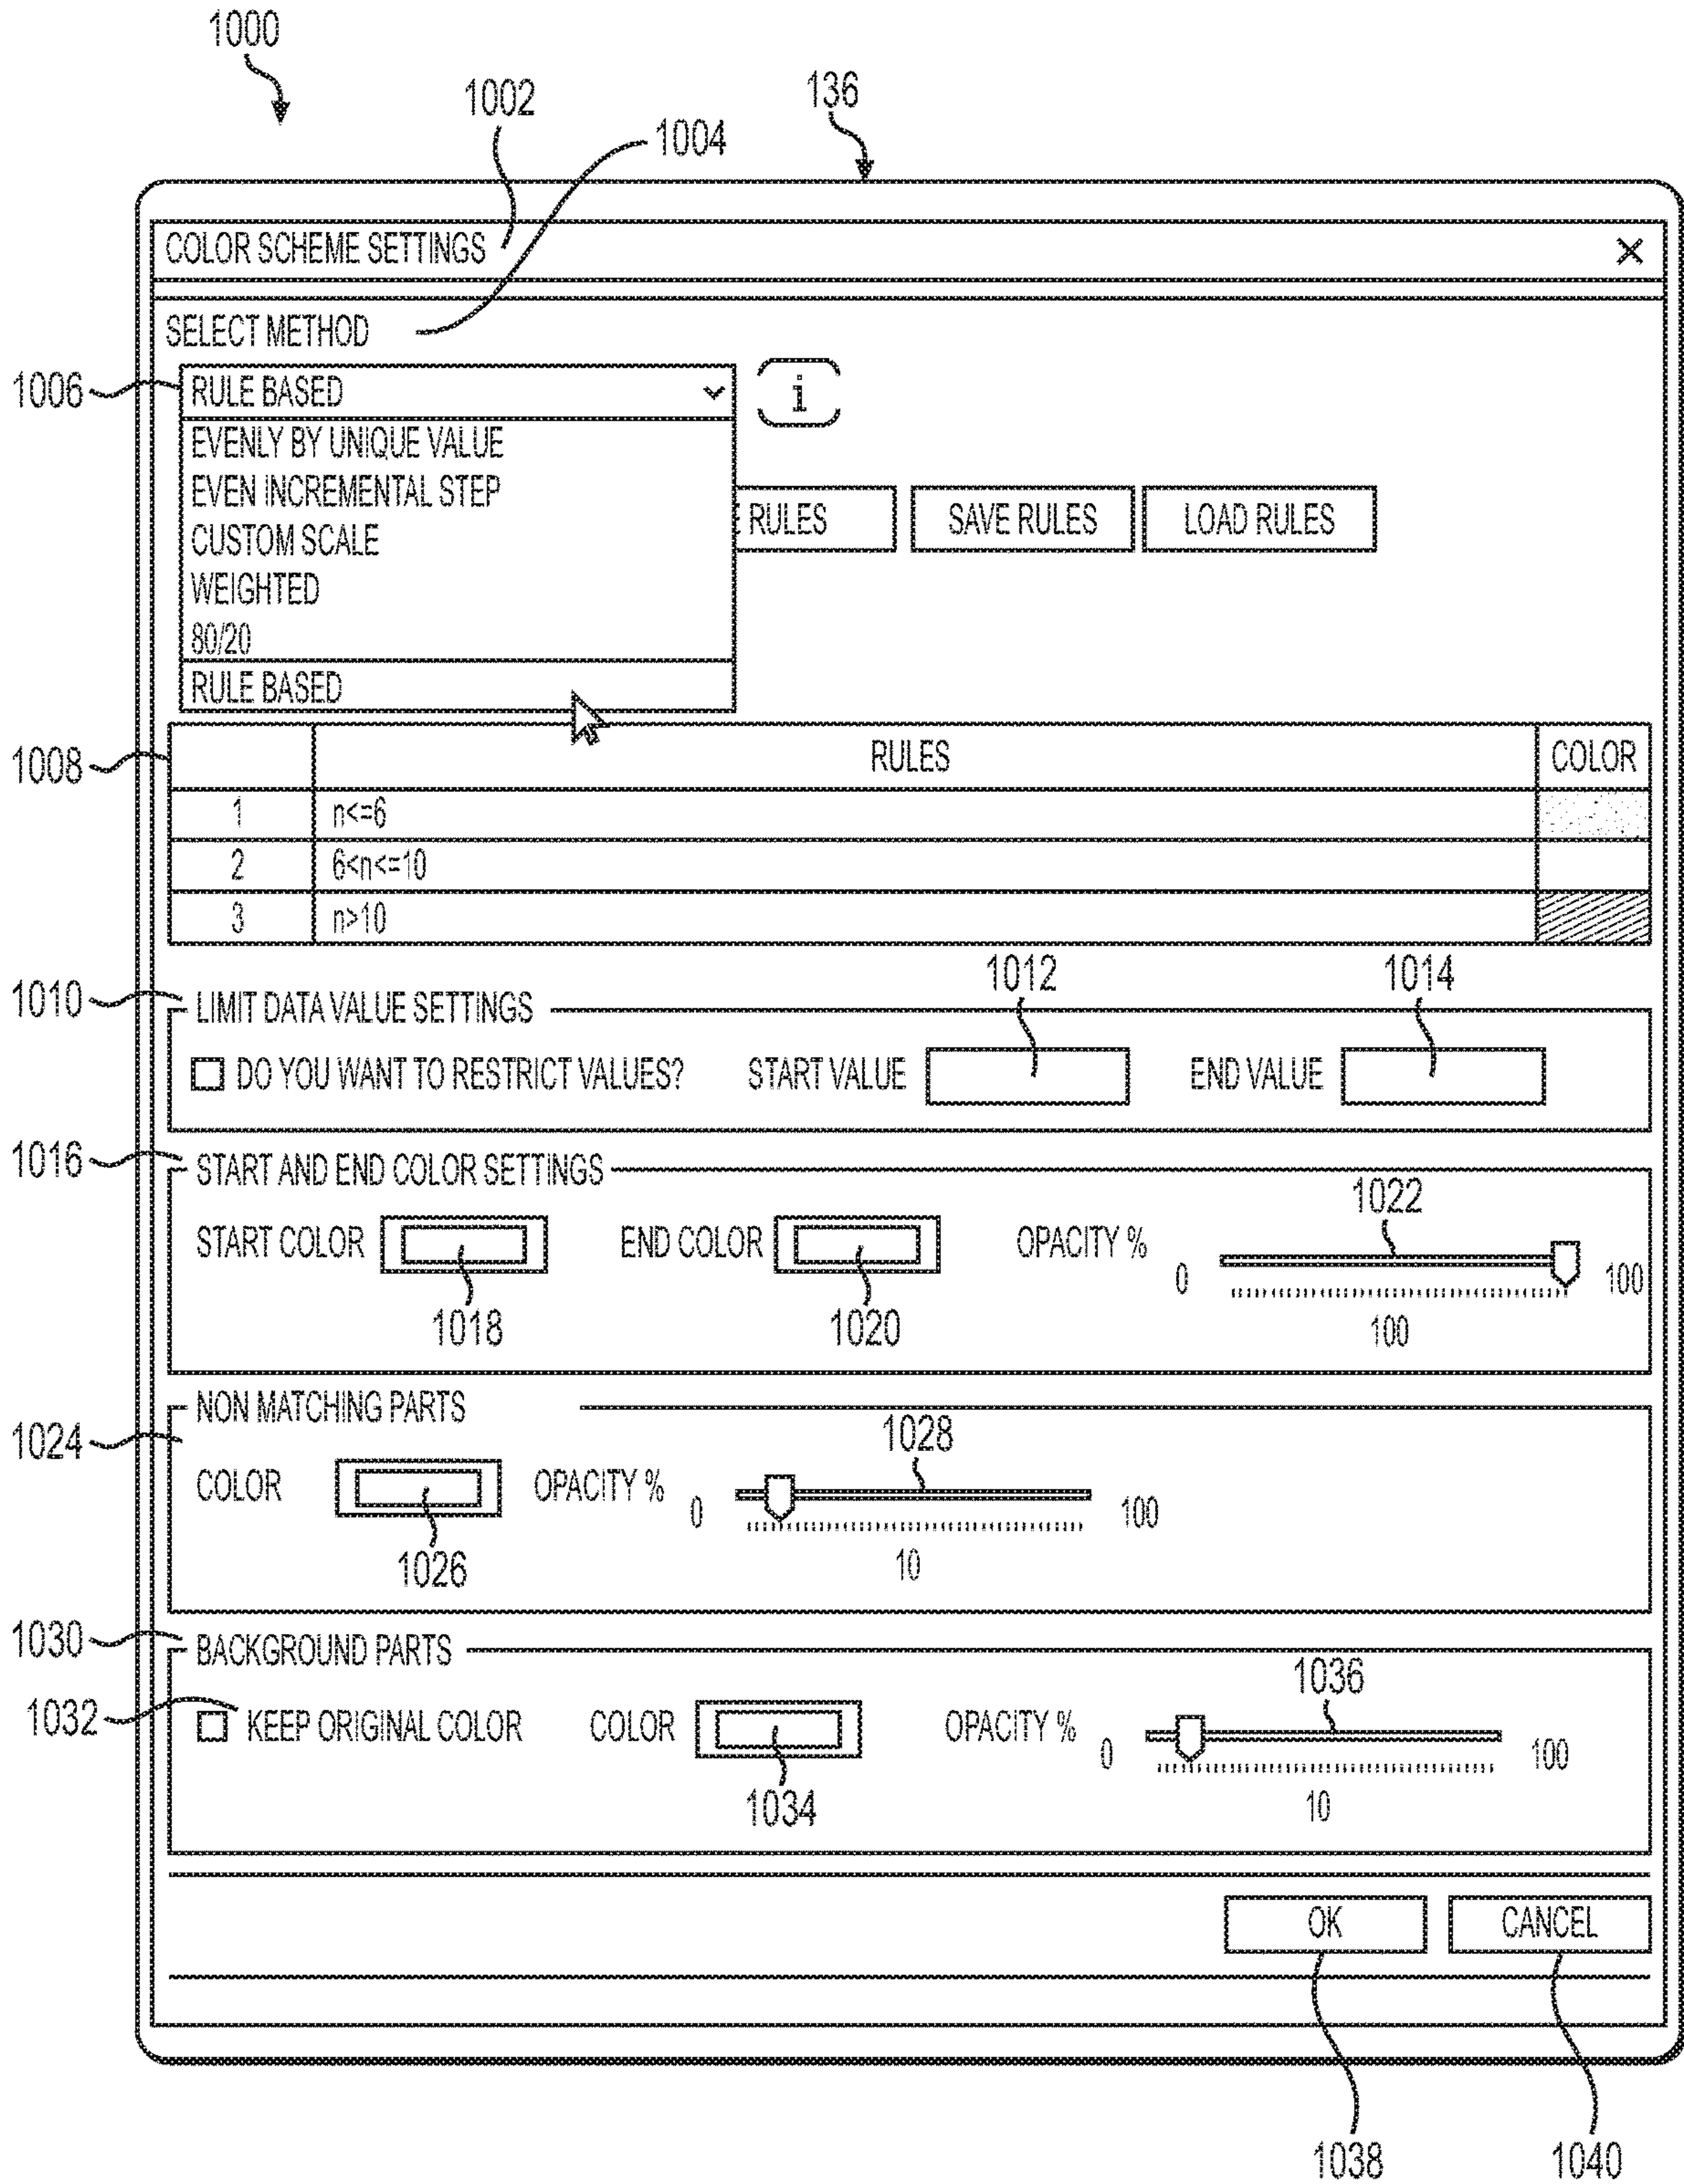 1000
1002
136
1004
COLOR SCHEME SETTINGS
SELECT METHOD
1006
RULE BASED
i
EVENLY BY UNIQUE VALUE
EVEN INCREMENTAL STEP
RULES
SAVE RULES
LOAD RULES
CUSTOM SCALE
WEIGHTED
80/20
RULE BASED
1008
RULES
COLOR
1
n<=6
2
6<n<=10
3
n>10
1012
1014
1010
LIMIT DATA VALUE SETTINGS
DO YOU WANT TO RESTRICT VALUES?
START VALUE
END VALUE
1016
START AND END COLOR SETTINGS
1022
START COLOR
END COLOR
OPACITY %
0
100
1018
1020
100
NON MATCHING PARTS
1024
1028
COLOR
OPACITY %
0
100
1026
10
1030
BACKGROUND PARTS
1036
1032
KEEP ORIGINAL COLOR
COLOR
OPACITY %
0
100
1034
10
OK
CANCEL
1038
1040